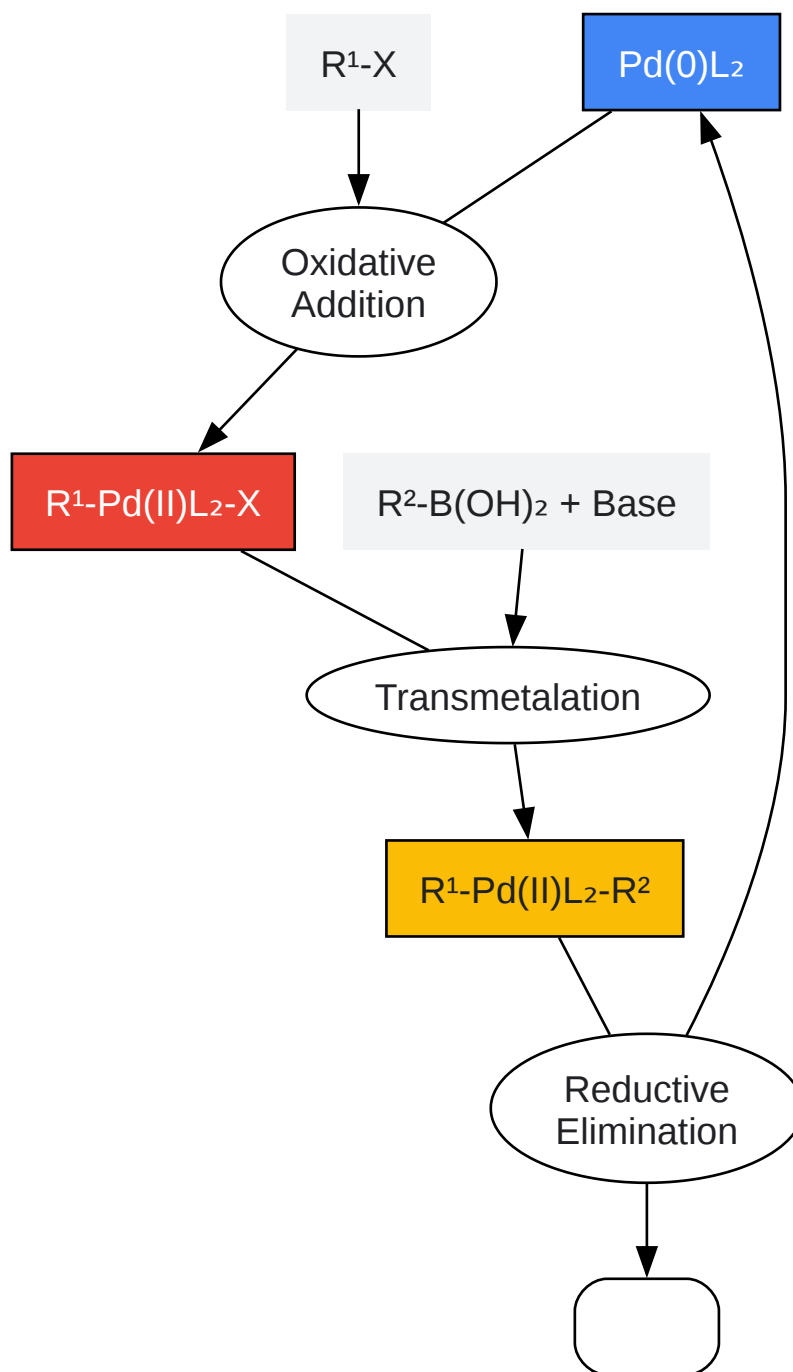 R¹-X
Pd(0)L₂
Oxidative
Addition
R¹-Pd(II)L₂-X
R²-B(OH)₂ + Base
Transmetalation
R¹-Pd(II)L₂-R²
Reductive
Elimination